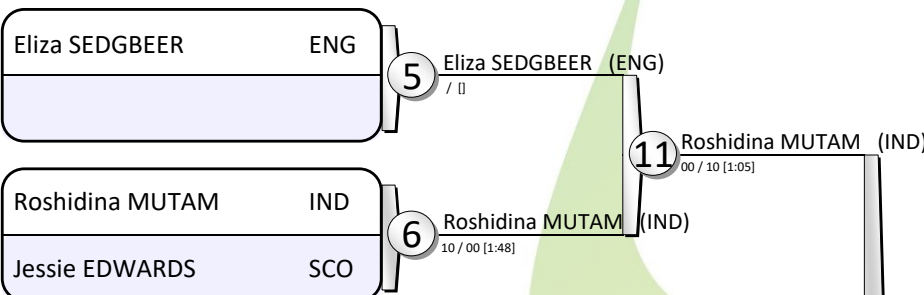 Eliza SEDGBEER ENG
5
Eliza SEDGBEER (ENG)
/ []
11
Roshidina MUTAM (IND)
00 / 10 [1:05]
Roshidina MUTAM IND
6
Roshidina MUTAM (IND)
10 / 00 [1:48]
Jessie EDWARDS SCO